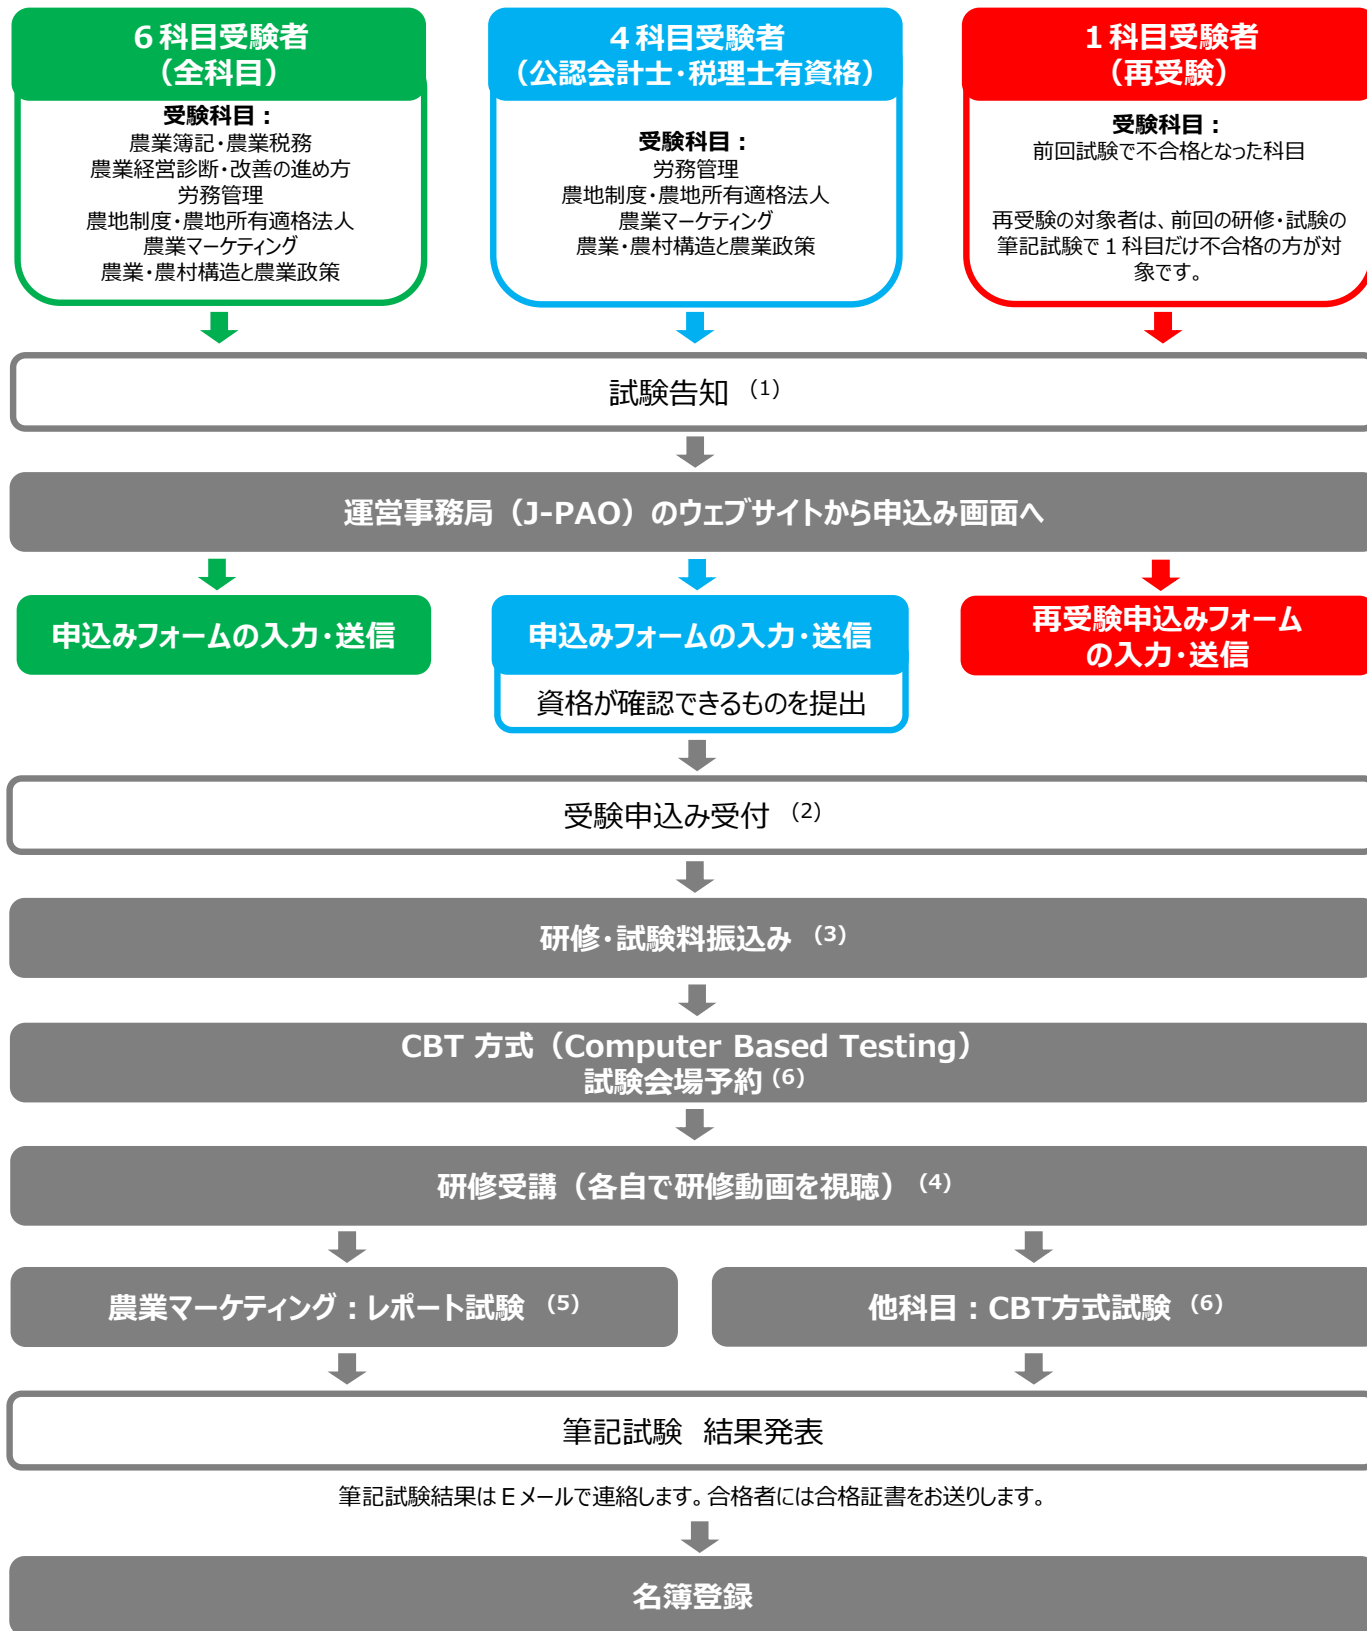 ６科目受験者
（全科目）
受験科目：
農業簿記・農業税務
農業経営診断・改善の進め方
労務管理
農地制度・農地所有適格法人
農業マーケティング
農業・農村構造と農業政策
４科目受験者
（公認会計士・税理士有資格）
受験科目：
労務管理
農地制度・農地所有適格法人
農業マーケティング
農業・農村構造と農業政策
１科目受験者
（再受験）
受験科目：
前回試験で不合格となった科目
再受験の対象者は、前回の研修・試験の
筆記試験で１科目だけ不合格の方が対
象です。
試験告知 （1）
運営事務局（J-PAO）のウェブサイトから申込み画面へ
申込みフォームの入力・送信
申込みフォームの入力・送信
資格が確認できるものを提出
再受験申込みフォーム
の入力・送信
受験申込み受付 （2）
研修・試験料振込み （3）
CBT 方式（Computer Based Testing）
試験会場予約（6）
研修受講（各自で研修動画を視聴） （4）
農業マーケティング：レポート試験 （5）
他科目：CBT方式試験 （6）
筆記試験　結果発表
筆記試験結果はＥメールで連絡します。合格者には合格証書をお送りします。
名簿登録